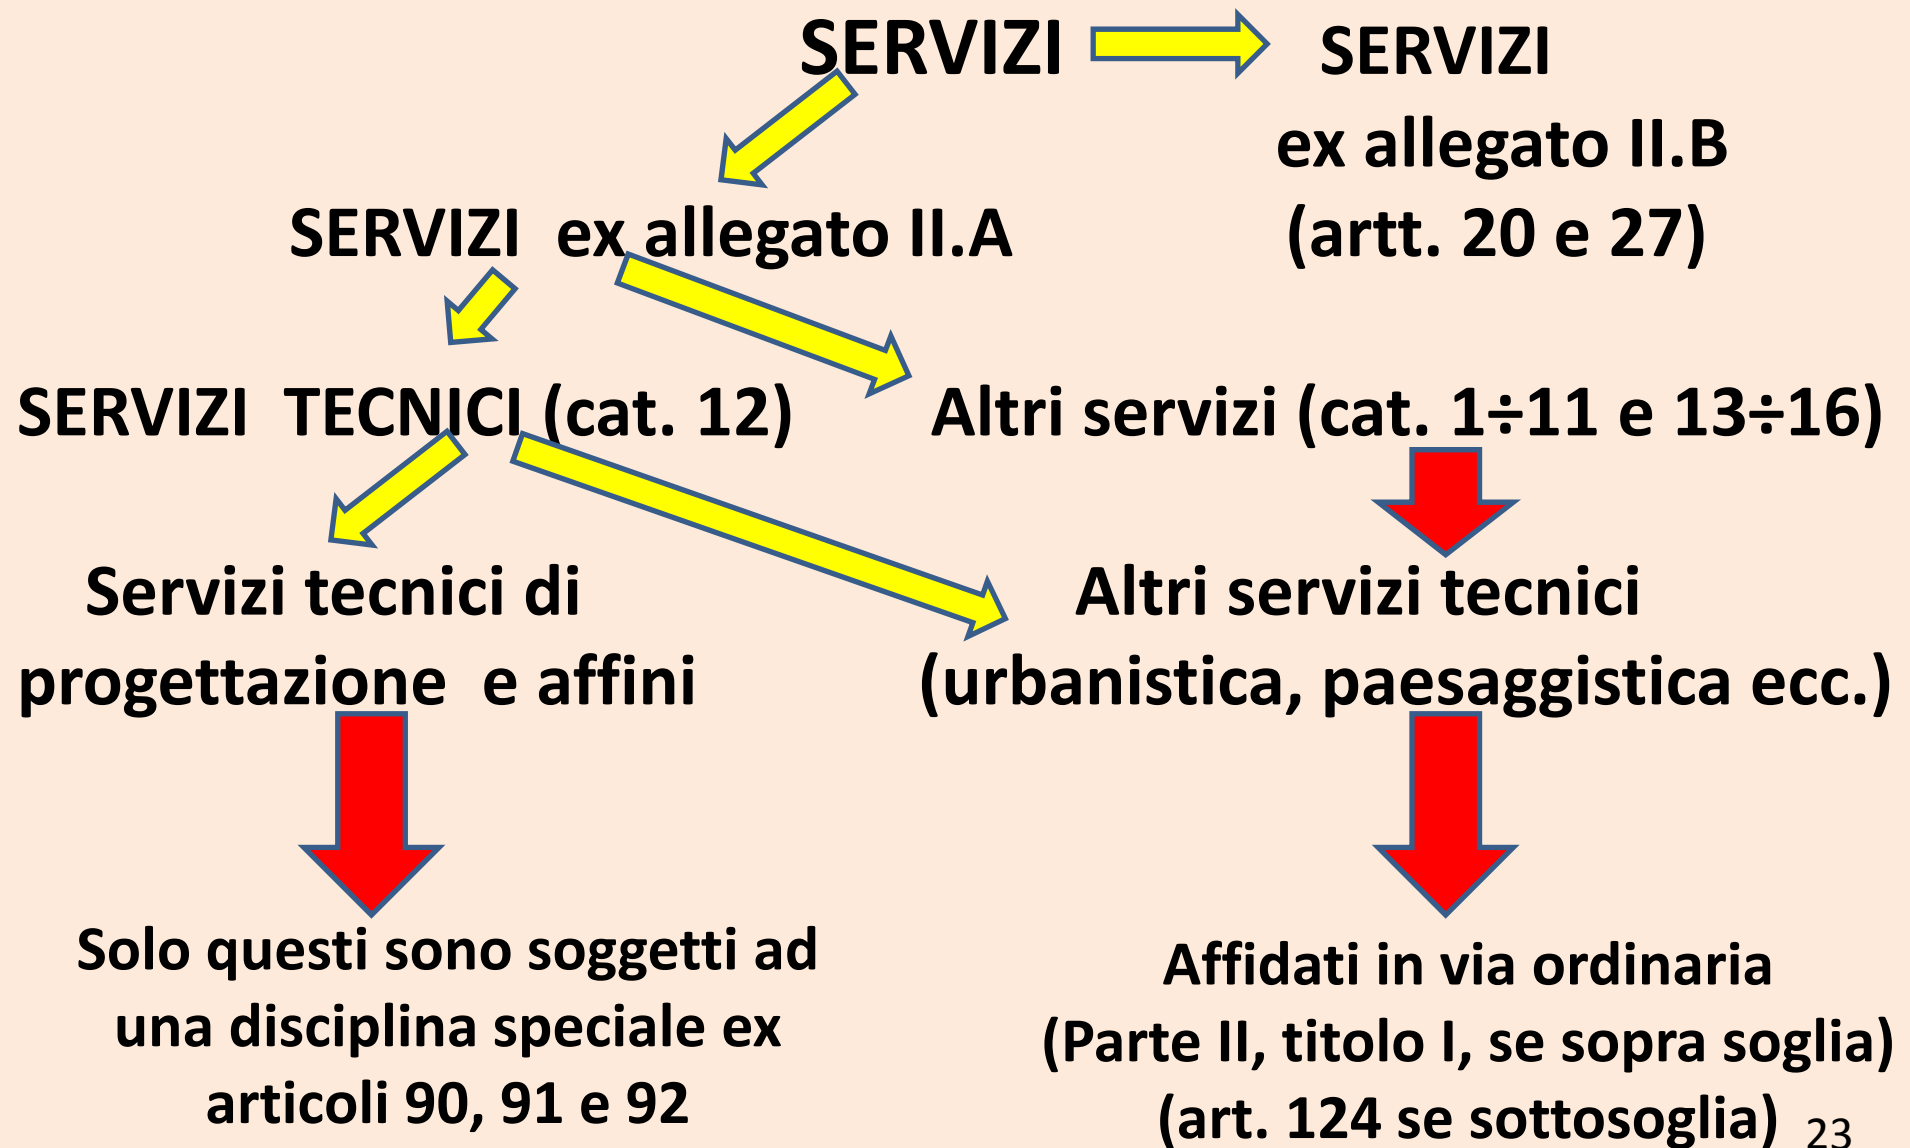 SERVIZI
SERVIZI
ex allegato II.B
(artt. 20 e 27)
SERVIZI ex allegato II.A
SERVIZI TECNICI (cat. 12)
Altri servizi (cat. 1÷11 e 13÷16)
Servizi tecnici di
progettazione e affini
Altri servizi tecnici
(urbanistica, paesaggistica ecc.)
Solo questi sono soggetti ad
una disciplina speciale ex
articoli 90, 91 e 92
Affidati in via ordinaria
(Parte II, titolo I, se sopra soglia)
(art. 124 se sottosoglia)
23